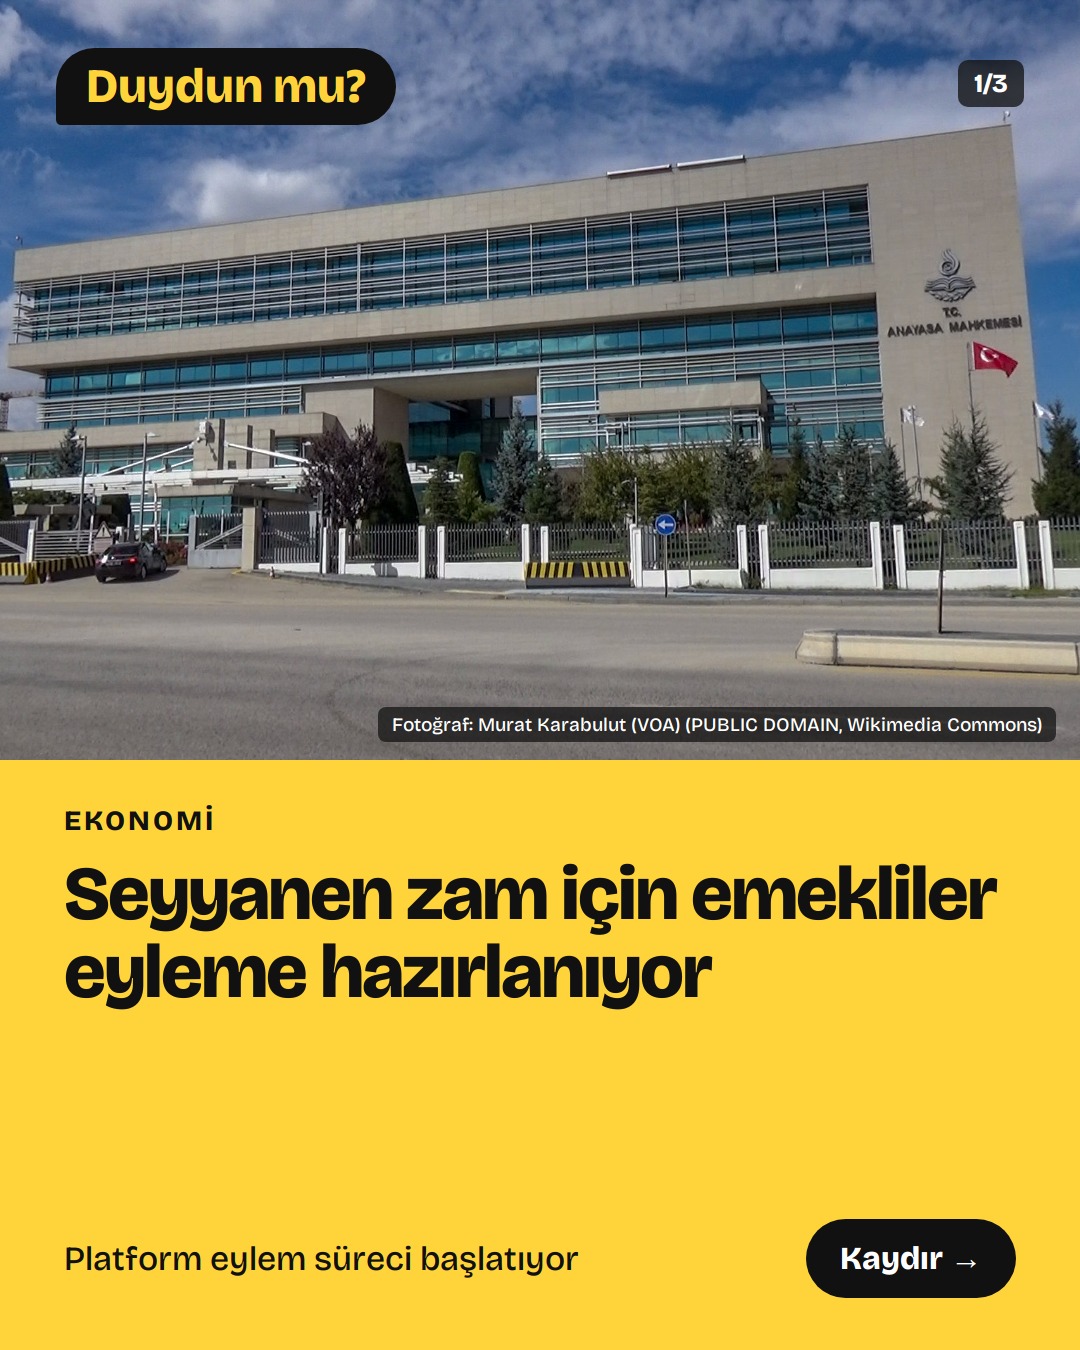 Duydun mu?
1/3
T.C.
ANAYASA MAHKEMESİ
Fotoğraf: Murat Karabulut (VOA) (PUBLIC DOMAIN, Wikimedia Commons)
EKONOMİ
Seyyanen zam için emekliler
eyleme hazırlanıyor
Platform eylem süreci başlatıyor
Kaydır →